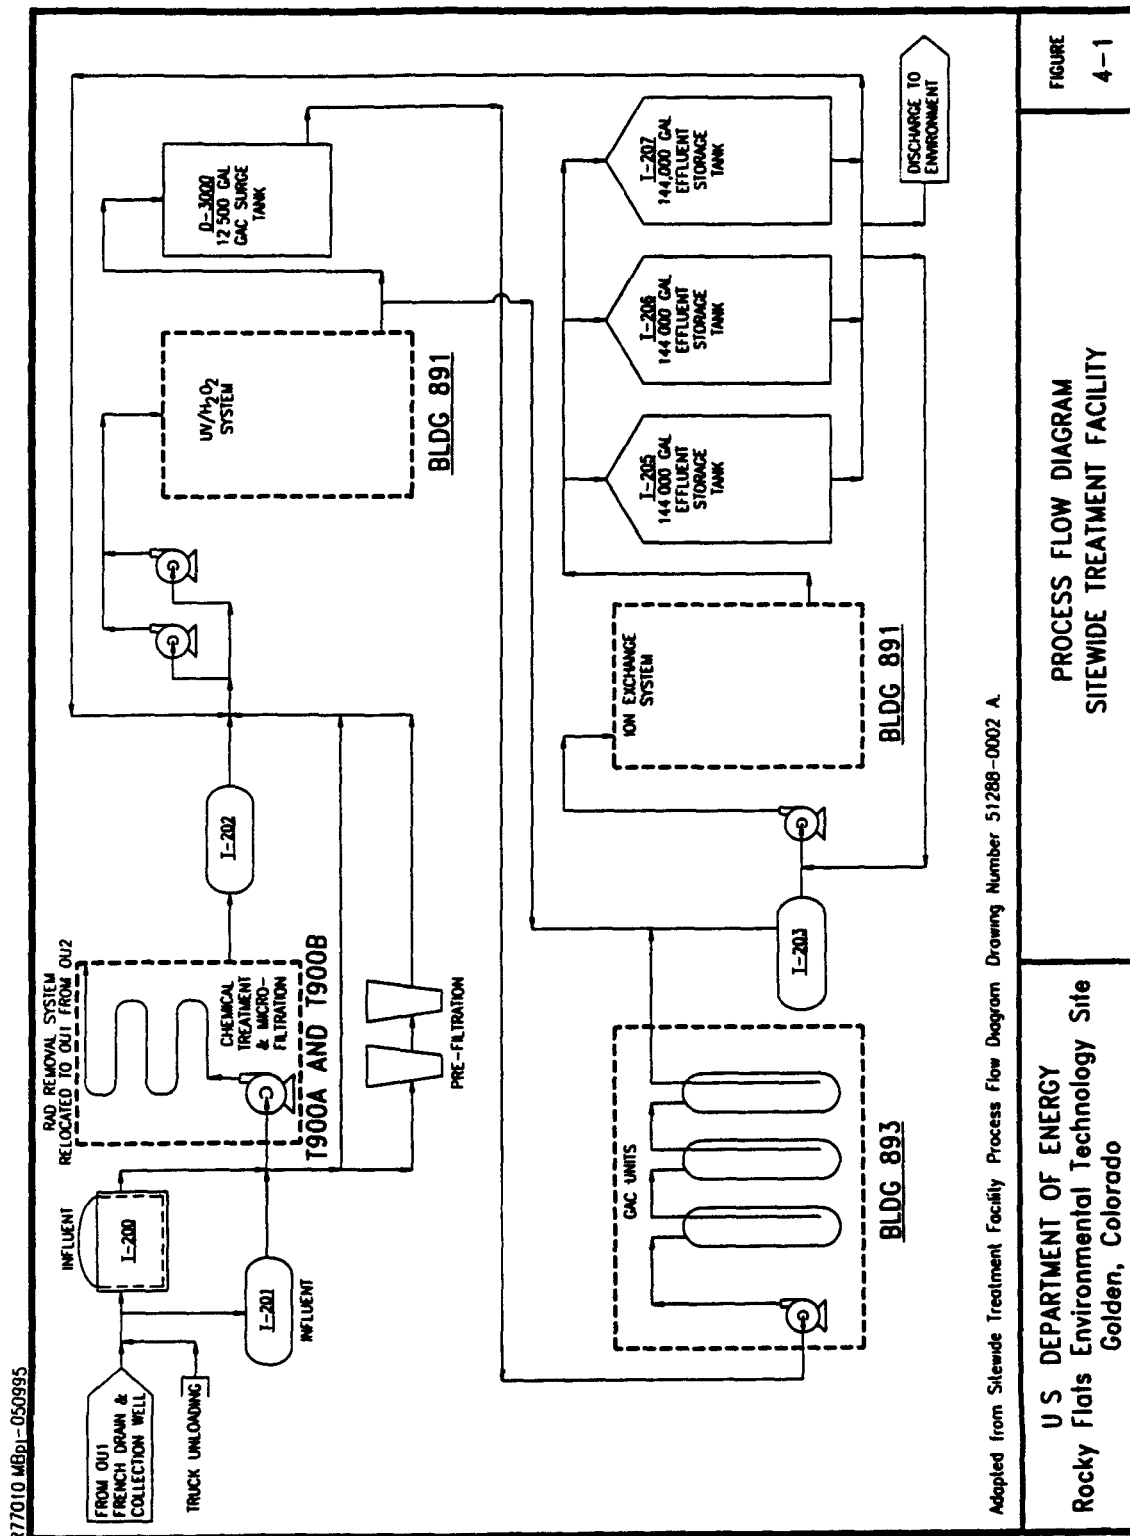 FROM OU1
FRENCH DRAIN &
COLLECTION WELL
TRUCK UNLOADING
INFLUENT
T-200
T-201
INFLUENT
RAD REMOVAL SYSTEM
RELOCATED TO OU1 FROM OU2
CHEMICAL
TREATMENT
& MICRO-
FILTRATION
T900A AND T900B
PRE-FILTRATION
T-202
UV/H2O2
SYSTEM
BLDG 891
D-3000
12 500 GAL
GAC SURGE
TANK
GAC UNITS
BLDG 893
T-203
ION EXCHANGE
SYSTEM
BLDG 891
T-205
144 000 GAL
EFFLUENT
STORAGE
TANK
T-206
144 000 GAL
EFFLUENT
STORAGE
TANK
T-207
144,000 GAL
EFFLUENT
STORAGE
TANK
DISCHARGE TO
ENVIRONMENT
Adapted from Sitewide Treatment Facility Process Flow Diagram Drawing Number 51288-0002 A.
U S DEPARTMENT OF ENERGY
Rocky Flats Environmental Technology Site
Golden, Colorado
PROCESS FLOW DIAGRAM
SITEWIDE TREATMENT FACILITY
FIGURE
4-1